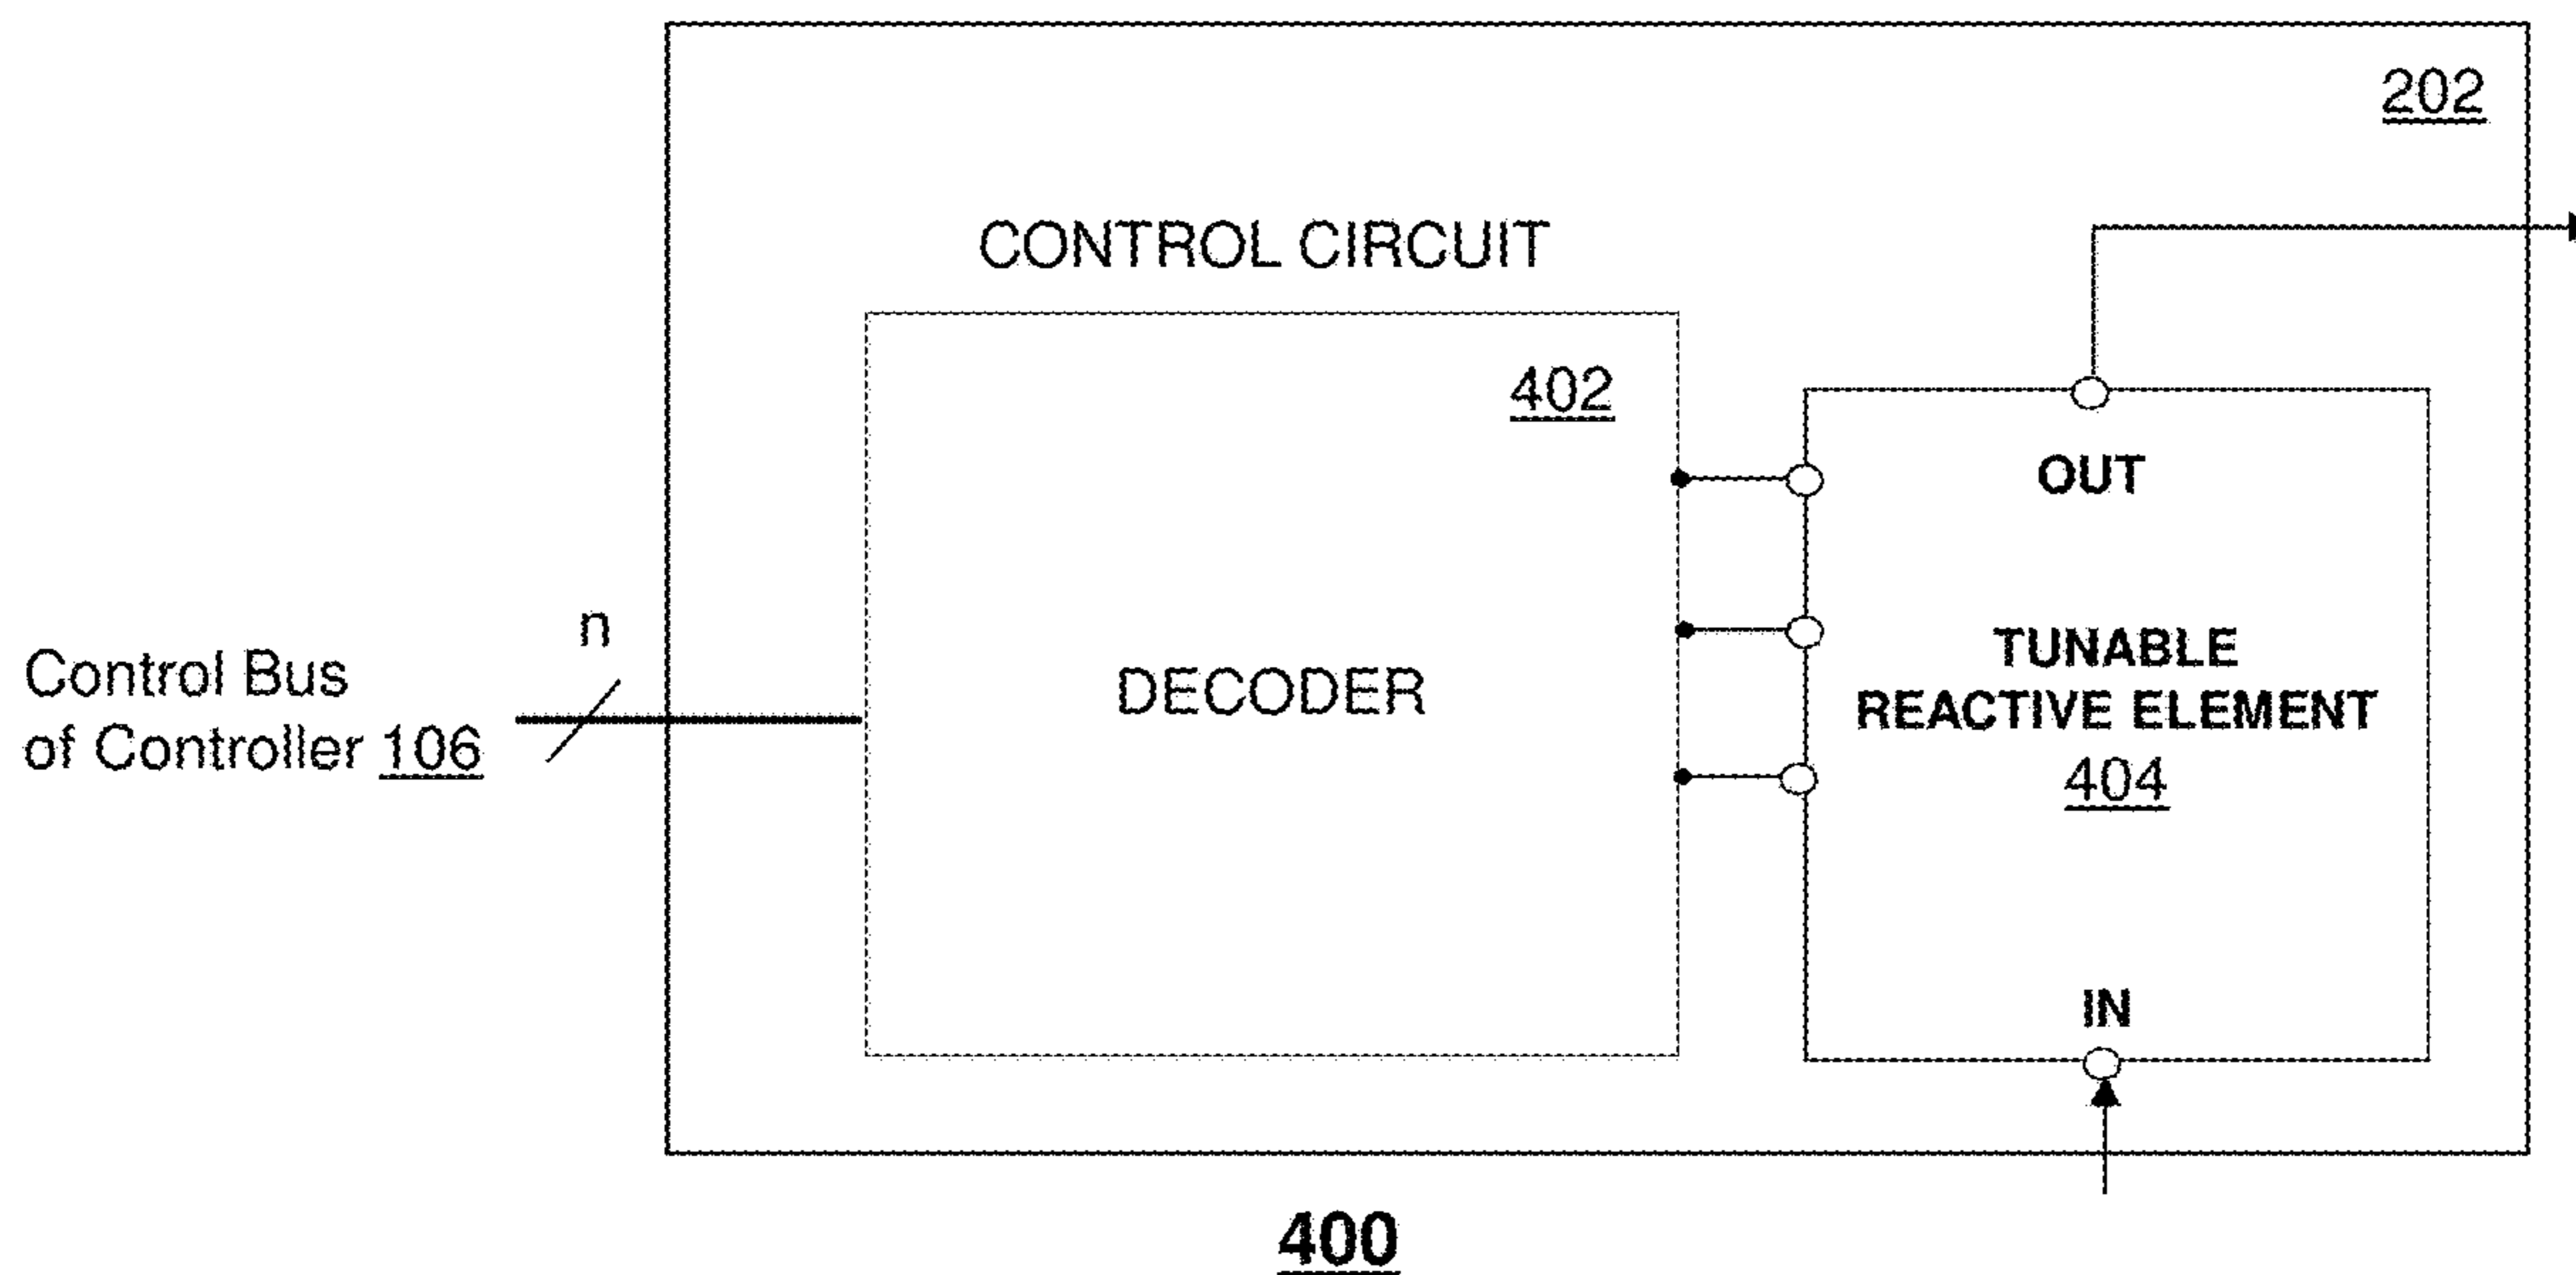 202
CONTROL CIRCUIT
402
OUT
n
Control Bus
of Controller 106
DECODER
TUNABLE
REACTIVE ELEMENT
404
IN
400